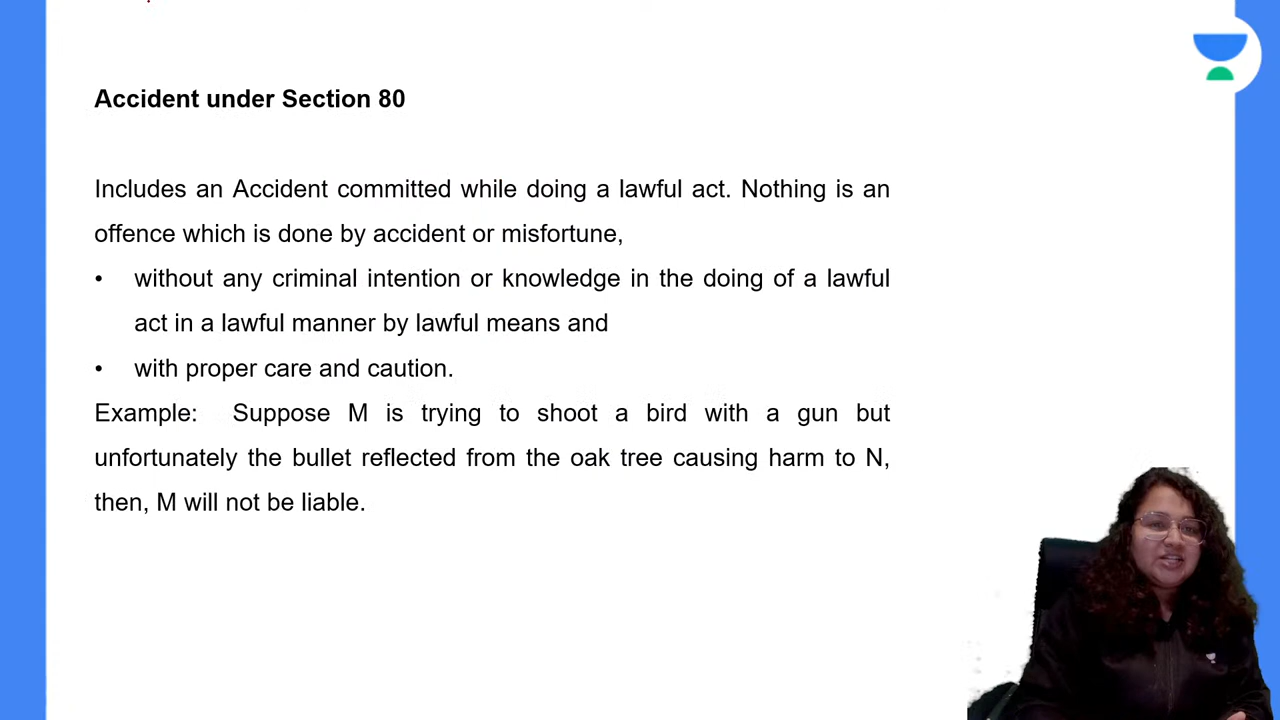 Accident under Section 80
Includes an Accident committed while doing a lawful act. Nothing is an
offence which is done by accident or misfortune,
• without any criminal intention or knowledge in the doing of a lawful
act in a lawful manner by lawful means and
• with proper care and caution.
Example: Suppose M is trying to shoot a bird with a gun but
unfortunately the bullet reflected from the oak tree causing harm to N,
then, M will not be liable.